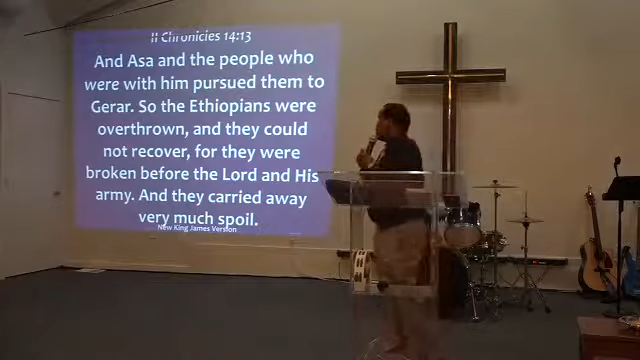 II Chronicles 14:13
And Asa and the people who
were with him pursued them to
Gerar. So the Ethiopians were
overthrown, and they could
not recover, for they were
broken before the Lord and His
army. And they carried away
very much spoil.
New King James Version